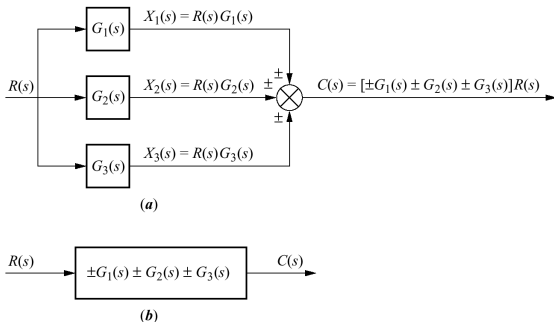 X₁(s) = R(s)G₁(s)
G₁(s)
R(s)
G₂(s)
X₂(s) = R(s)G₂(s)
±
±
±
C(s) = [±G₁(s) ± G₂(s) ± G₃(s)]R(s)
G₃(s)
X₃(s) = R(s)G₃(s)
(a)
R(s)
±G₁(s) ± G₂(s) ± G₃(s)
C(s)
(b)